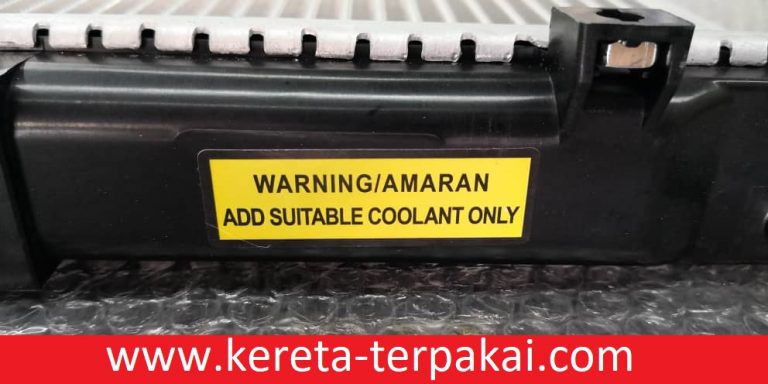 WARNING/AMARAN
ADD SUITABLE COOLANT ONLY
www.kereta-terpakai.com